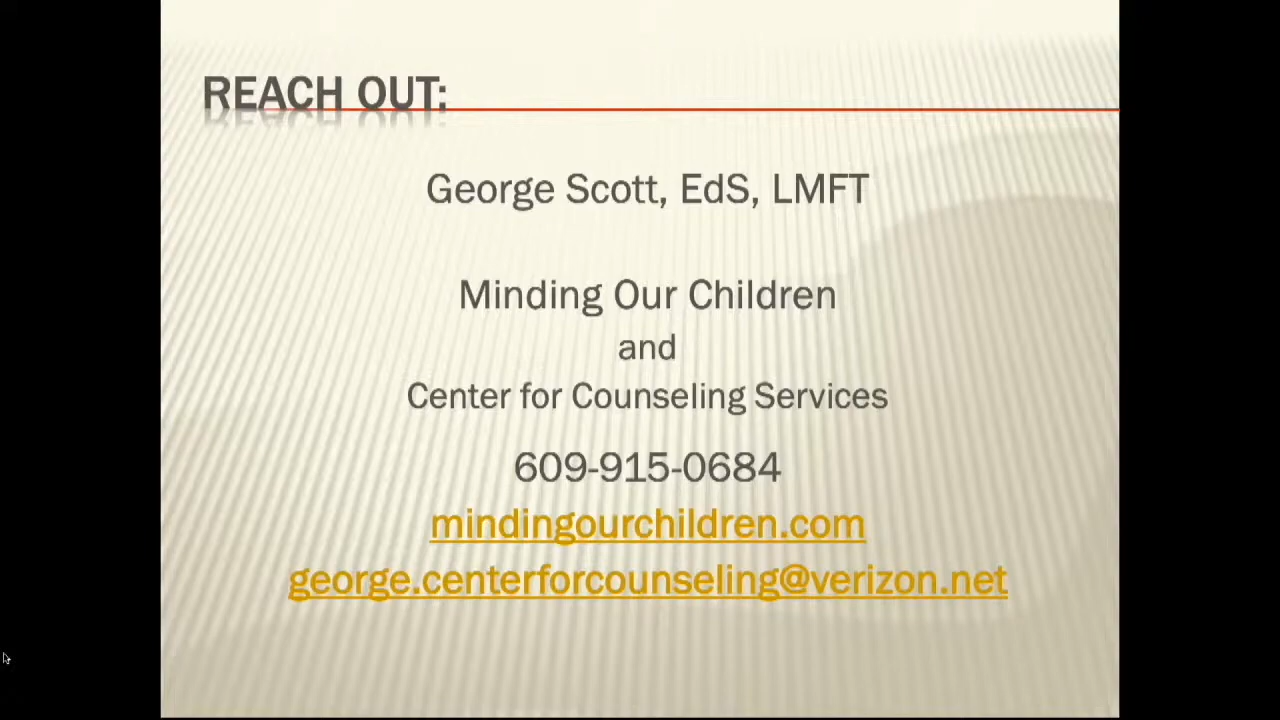 REACH OUT:
George Scott, EdS, LMFT
Minding Our Children
and
Center for Counseling Services
609-915-0684
mindingourchildren.com
george.centerforcounseling@verizon.net